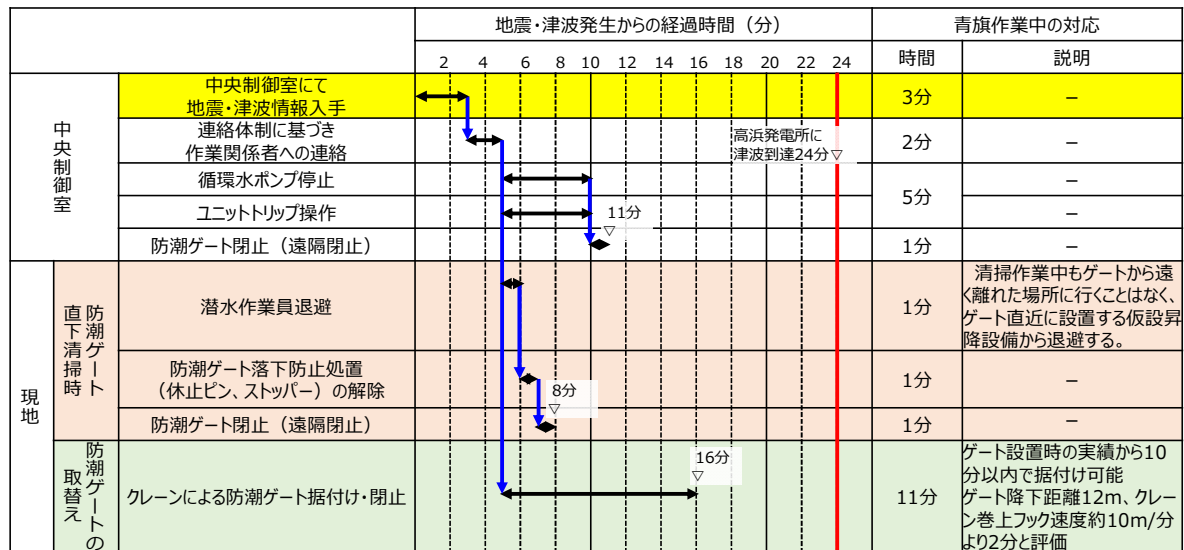 地震・津波発生からの経過時間（分）
青旗作業中の対応
2 4 6 8 10 12 14 16 18 20 22 24
時間
説明
中央制御室
中央制御室にて
地震・津波情報入手
3分
－
連絡体制に基づき
作業関係者への連絡
高浜発電所に
津波到達24分▽
2分
－
循環水ポンプ停止
5分
－
ユニットトリップ操作
11分
▽
－
防潮ゲート閉止（遠隔閉止）
1分
－
現地
防潮ゲート
直下清掃時
潜水作業員退避
1分
清掃作業中もゲートから遠
く離れた場所に行くことはなく、
ゲート直近に設置する仮設昇
降設備から退避する。
防潮ゲート落下防止処置
（休止ピン、ストッパー）の解除
8分
▽
1分
－
防潮ゲート閉止（遠隔閉止）
1分
－
防潮ゲートの
取替え
クレーンによる防潮ゲート据付け・閉止
16分
▽
11分
ゲート設置時の実績から10
分以内で据付け可能
ゲート降下距離12m、クレー
ン巻上フック速度約10m/分
より2分と評価